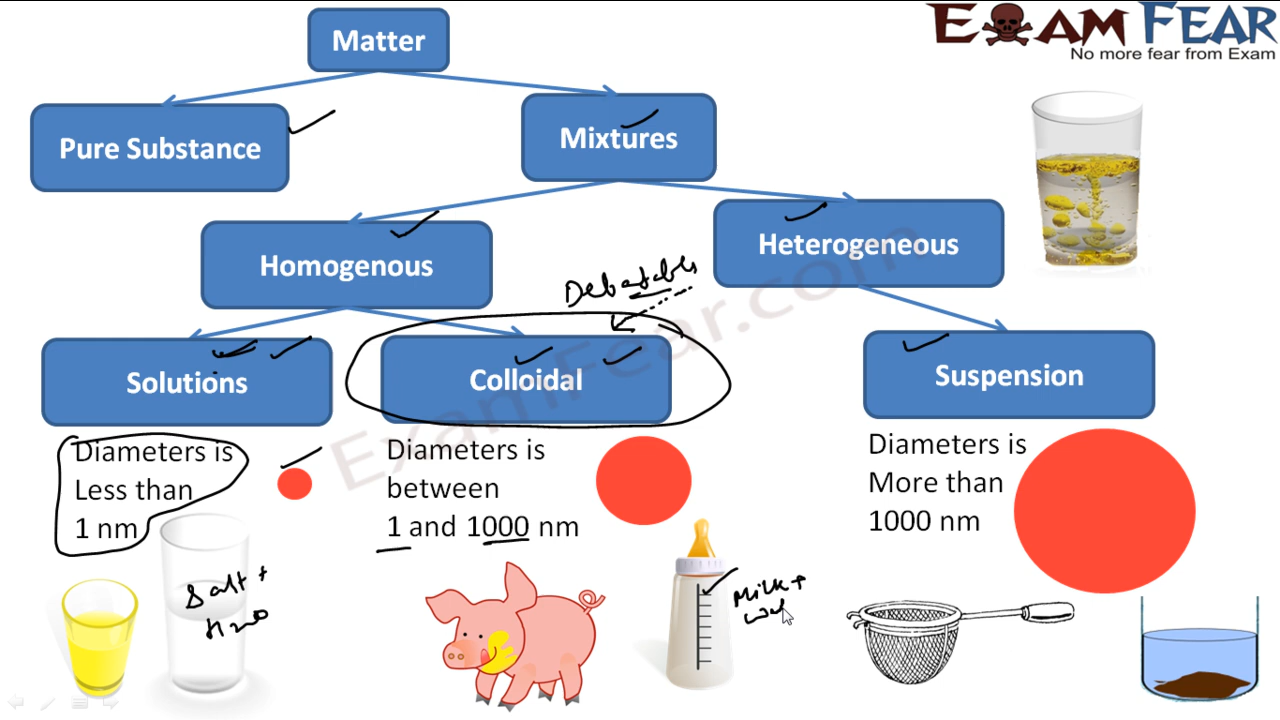 EXAM FEAR
No more fear from Exam
Matter
Pure Substance
Mixtures
Homogenous
Heterogeneous
Debatable
Solutions
Colloidal
Suspension
ExamFear.com
Diameters is
Less than
1 nm
Diameters is
between
1 and 1000 nm
Diameters is
More than
1000 nm
Salt +
H2O
Milk +